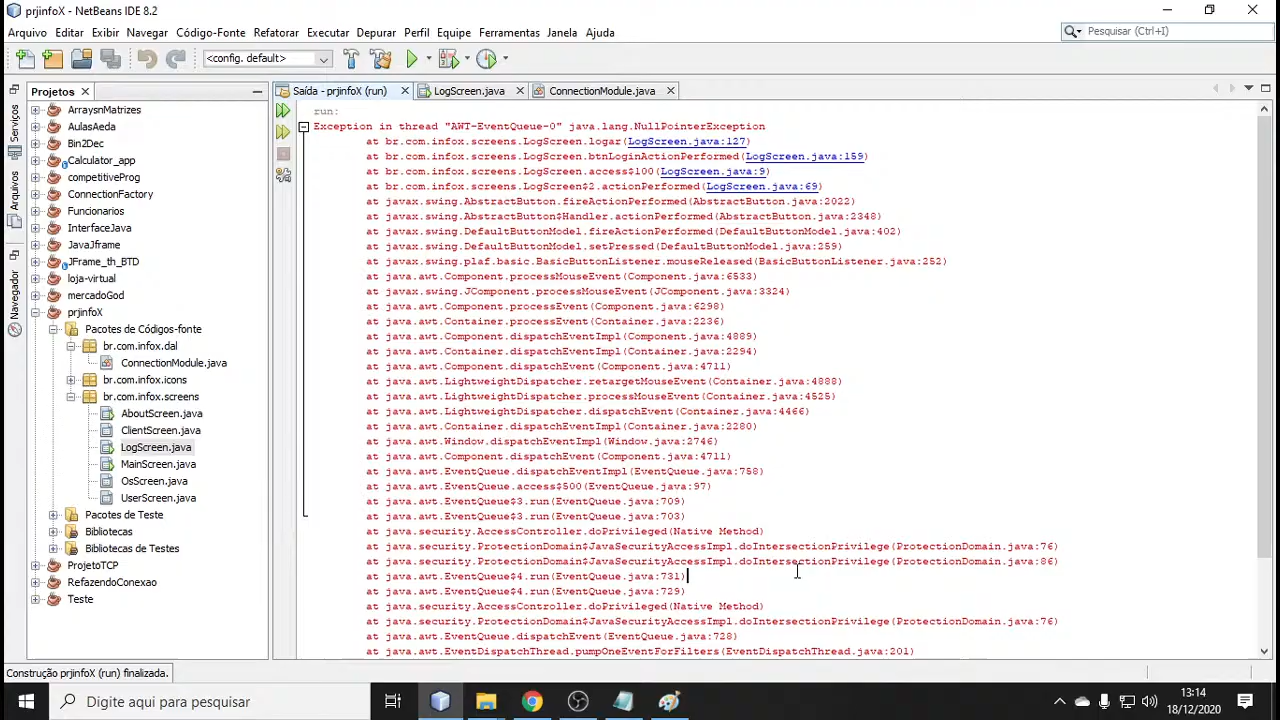 prjinfoX - NetBeans IDE 8.2
Arquivo Editar Exibir Navegar Código-Fonte Refatorar Executar Depurar Perfil Equipe Ferramentas Janela Ajuda
Pesquisar (Ctrl+I)
<config. default>
Projetos
Saída - prjinfoX (run)
LogScreen.java
ConnectionModule.java
Serviços
Arquivos
Navegador
ArraysnMatrizes
AulasAeda
Bin2Dec
Calculator_app
competitiveProg
ConnectionFactory
Funcionarios
InterfaceJava
JavaJframe
JFrame_th_BTD
loja-virtual
mercadoGod
prjinfoX
Pacotes de Códigos-fonte
br.com.infox.dal
ConnectionModule.java
br.com.infox.icons
br.com.infox.screens
AboutScreen.java
ClientScreen.java
LogScreen.java
MainScreen.java
OsScreen.java
UserScreen.java
Pacotes de Teste
Bibliotecas
Bibliotecas de Testes
ProjetoTCP
RefazendoConexao
Teste
run:
Exception in thread "AWT-EventQueue-0" java.lang.NullPointerException
at br.com.infox.screens.LogScreen.logar(LogScreen.java:127)
at br.com.infox.screens.LogScreen.btnLoginActionPerformed(LogScreen.java:159)
at br.com.infox.screens.LogScreen.access$100(LogScreen.java:9)
at br.com.infox.screens.LogScreen$2.actionPerformed(LogScreen.java:69)
at javax.swing.AbstractButton.fireActionPerformed(AbstractButton.java:2022)
at javax.swing.AbstractButton$Handler.actionPerformed(AbstractButton.java:2348)
at javax.swing.DefaultButtonModel.fireActionPerformed(DefaultButtonModel.java:402)
at javax.swing.DefaultButtonModel.setPressed(DefaultButtonModel.java:259)
at javax.swing.plaf.basic.BasicButtonListener.mouseReleased(BasicButtonListener.java:252)
at java.awt.Component.processMouseEvent(Component.java:6533)
at javax.swing.JComponent.processMouseEvent(JComponent.java:3324)
at java.awt.Component.processEvent(Component.java:6298)
at java.awt.Container.processEvent(Container.java:2236)
at java.awt.Component.dispatchEventImpl(Component.java:4889)
at java.awt.Container.dispatchEventImpl(Container.java:2294)
at java.awt.Component.dispatchEvent(Component.java:4711)
at java.awt.LightweightDispatcher.retargetMouseEvent(Container.java:4888)
at java.awt.LightweightDispatcher.processMouseEvent(Container.java:4525)
at java.awt.LightweightDispatcher.dispatchEvent(Container.java:4466)
at java.awt.Container.dispatchEventImpl(Container.java:2280)
at java.awt.Window.dispatchEventImpl(Window.java:2746)
at java.awt.Component.dispatchEvent(Component.java:4711)
at java.awt.EventQueue.dispatchEventImpl(EventQueue.java:758)
at java.awt.EventQueue.access$500(EventQueue.java:97)
at java.awt.EventQueue$3.run(EventQueue.java:709)
at java.awt.EventQueue$3.run(EventQueue.java:703)
at java.security.AccessController.doPrivileged(Native Method)
at java.security.ProtectionDomain$JavaSecurityAccessImpl.doIntersectionPrivilege(ProtectionDomain.java:76)
at java.security.ProtectionDomain$JavaSecurityAccessImpl.doIntersectionPrivilege(ProtectionDomain.java:86)
at java.awt.EventQueue$4.run(EventQueue.java:731)
at java.awt.EventQueue$4.run(EventQueue.java:729)
at java.security.AccessController.doPrivileged(Native Method)
at java.security.ProtectionDomain$JavaSecurityAccessImpl.doIntersectionPrivilege(ProtectionDomain.java:76)
at java.awt.EventQueue.dispatchEvent(EventQueue.java:728)
at java.awt.EventDispatchThread.pumpOneEventForFilters(EventDispatchThread.java:201)
Construção prjinfoX (run) finalizada.
Digite aqui para pesquisar
13:14
18/12/2020